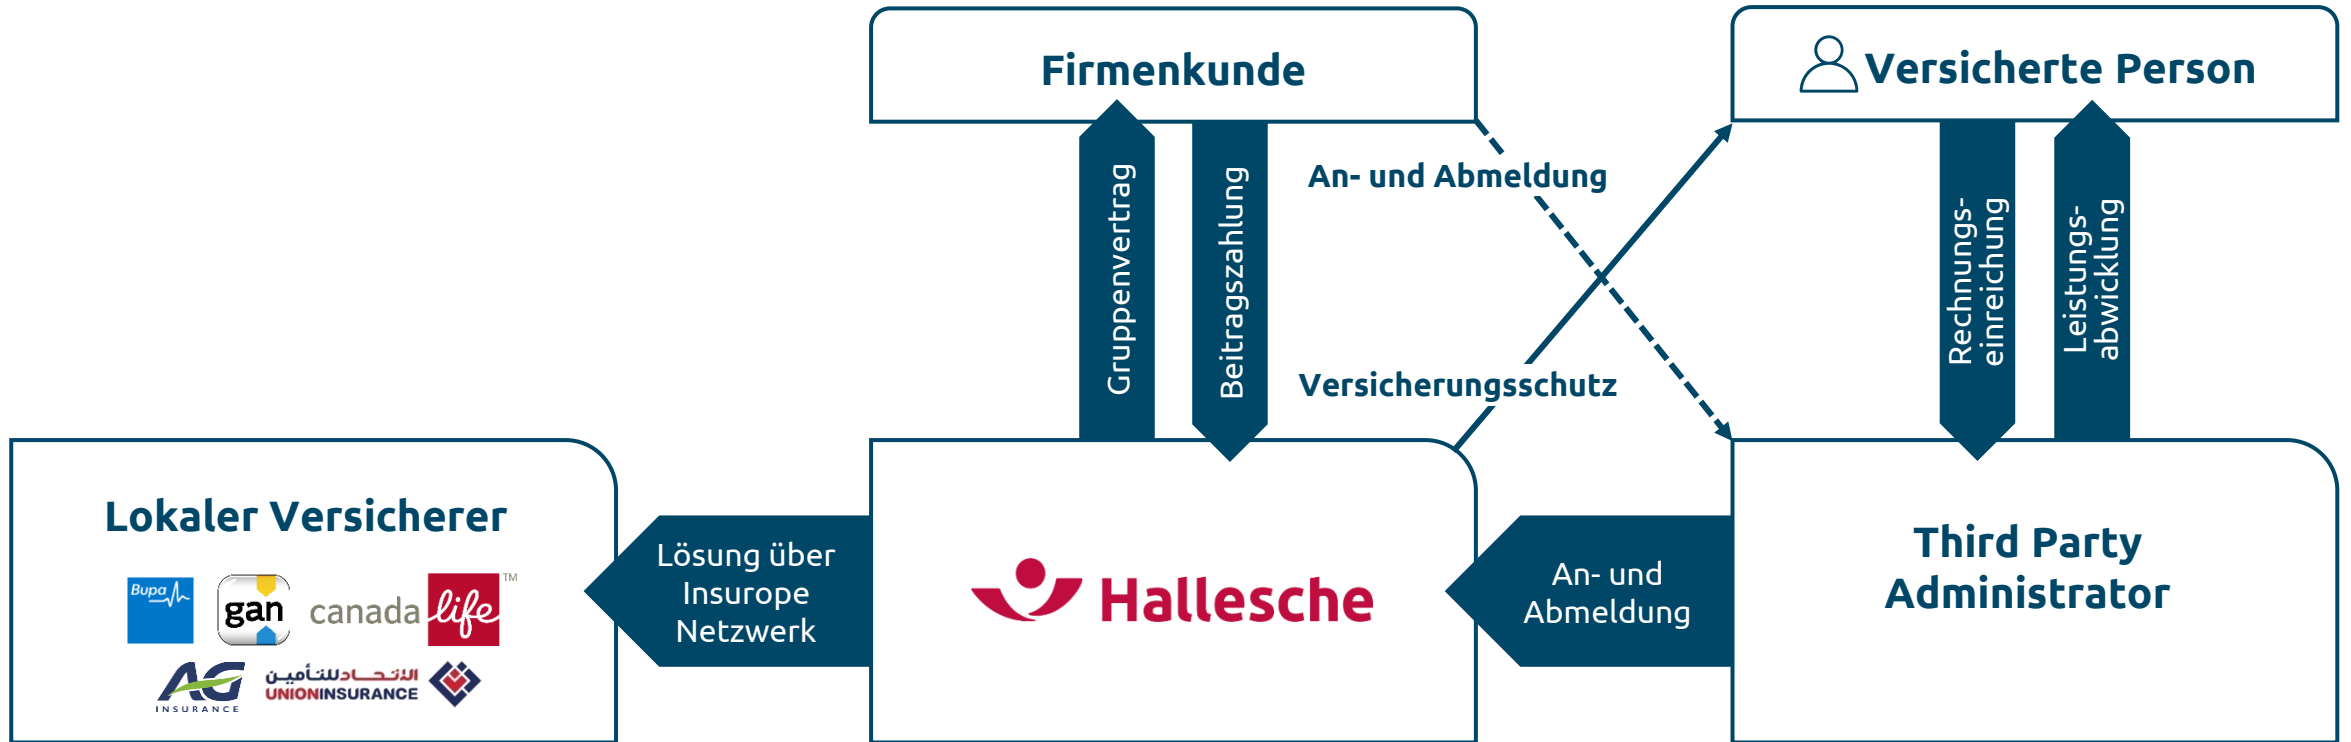 Firmenkunde
Versicherte Person
Gruppenvertrag
Beitragszahlung
An- und Abmeldung
Versicherungsschutz
Rechnungs-
einreichung
Leistungs-
abwicklung
Lokaler Versicherer
Bupa
gan
canada life™
AG
INSURANCE
الاتحاد للتأمين
UNIONINSURANCE
Lösung über
Insurope
Netzwerk
Hallesche
An- und
Abmeldung
Third Party
Administrator